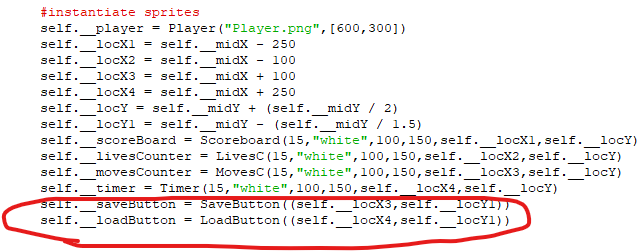 #instantiate sprites
self.__player = Player("Player.png",[600,300])
self.__locX1 = self.__midX - 250
self.__locX2 = self.__midX - 100
self.__locX3 = self.__midX + 100
self.__locX4 = self.__midX + 250
self.__locY = self.__midY + (self.__midY / 2)
self.__locY1 = self.__midY - (self.__midY / 1.5)
self.__scoreBoard = Scoreboard(15,"white",100,150,self.__locX1,self.__locY)
self.__livesCounter = LivesC(15,"white",100,150,self.__locX2,self.__locY)
self.__movesCounter = MovesC(15,"white",100,150,self.__locX3,self.__locY)
self.__timer = Timer(15,"white",100,150,self.__locX4,self.__locY)
self.__saveButton = SaveButton((self.__locX3,self.__locY1))
self.__loadButton = LoadButton((self.__locX4,self.__locY1))